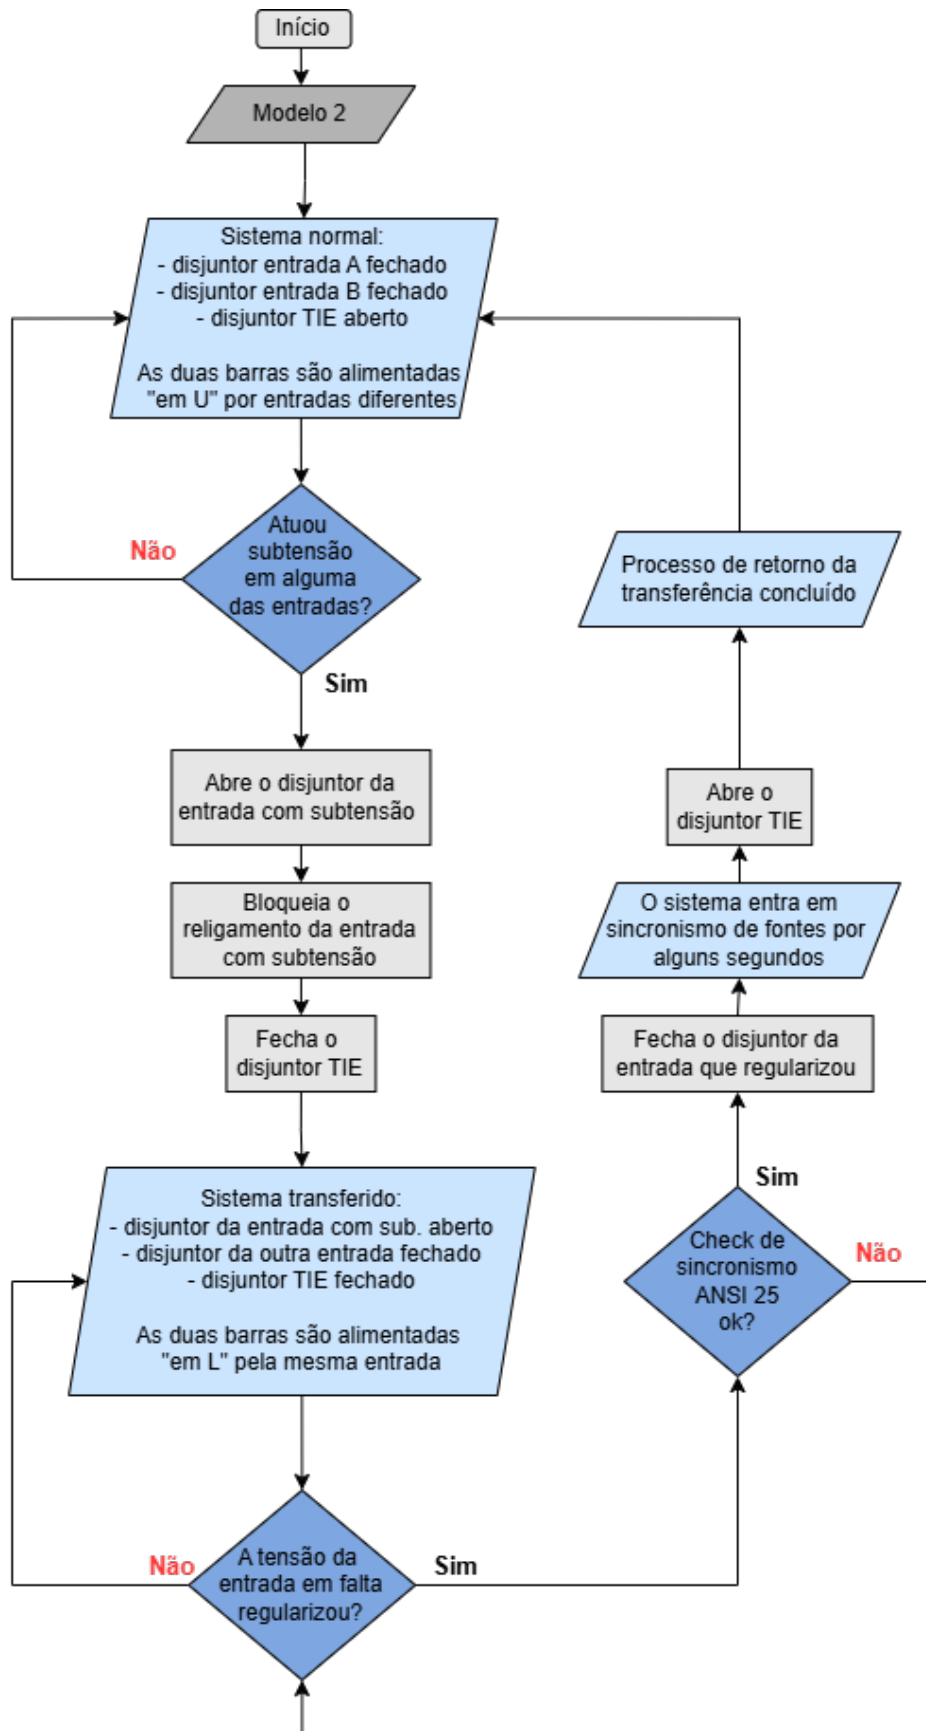 Início
Modelo 2
Sistema normal:
- disjuntor entrada A fechado
- disjuntor entrada B fechado
- disjuntor TIE aberto
As duas barras são alimentadas
"em U" por entradas diferentes
Atuou
subtensão
em alguma
das entradas?
Não
Sim
Abre o disjuntor da
entrada com subtensão
Bloqueia o
religamento da entrada
com subtensão
Fecha o
disjuntor TIE
Sistema transferido:
- disjuntor da entrada com sub. aberto
- disjuntor da outra entrada fechado
- disjuntor TIE fechado
As duas barras são alimentadas
"em L" pela mesma entrada
A tensão da
entrada em falta
regularizou?
Não
Sim
Check de
sincronismo
ANSI 25
ok?
Não
Sim
Fecha o disjuntor da
entrada que regularizou
O sistema entra em
sincronismo de fontes por
alguns segundos
Abre o
disjuntor TIE
Processo de retorno da
transferência concluído